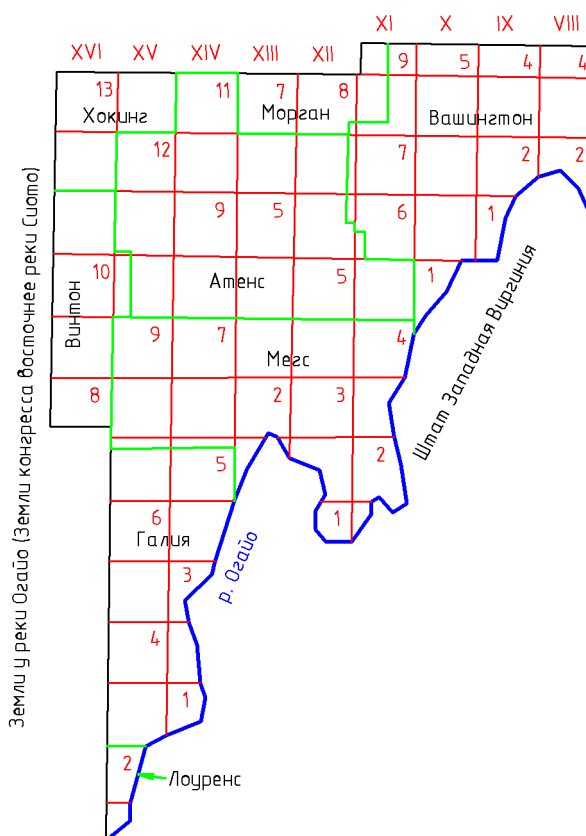 XI X IX VIII
XVI XV XIV XIII XII
9 5 4 4
13 11 7 8
Хокинг Морган Вашингтон
12 7 2 2
9 5 6 1
10 Атенс 5 1
Винтон
9 7 4
Мегс
8 2 3
5 2
6 1
Галия
3
4
1
2
Лоуренс
р. Огайо
Штат Западная Виргиния
Земли у реки Огайо (Земли конгресса восточнее реки Сиото)